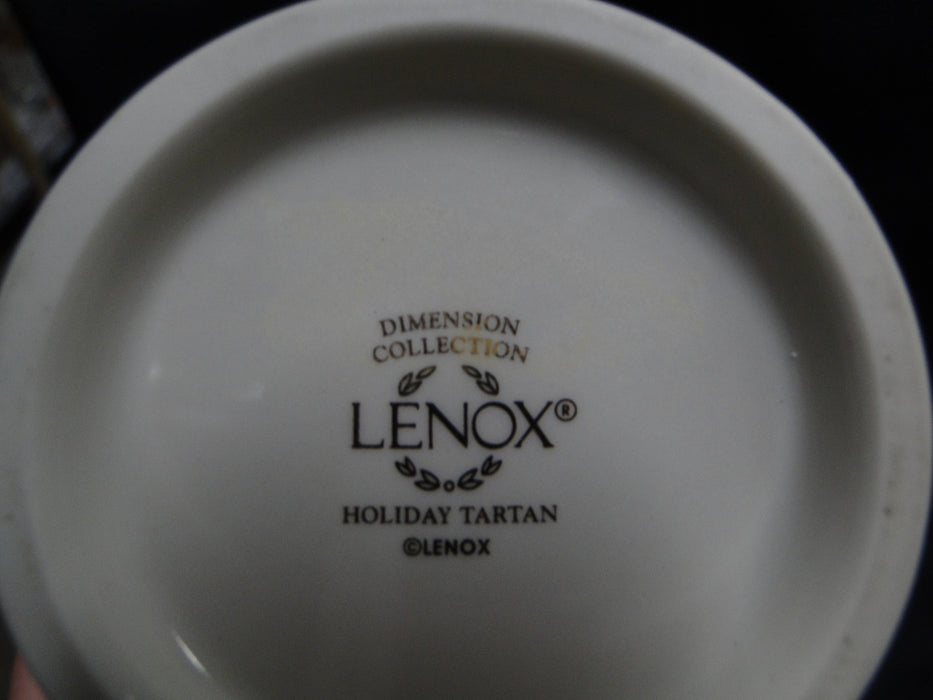 DIMENSION
COLLECTION
LENOX®
HOLIDAY TARTAN
©LENOX